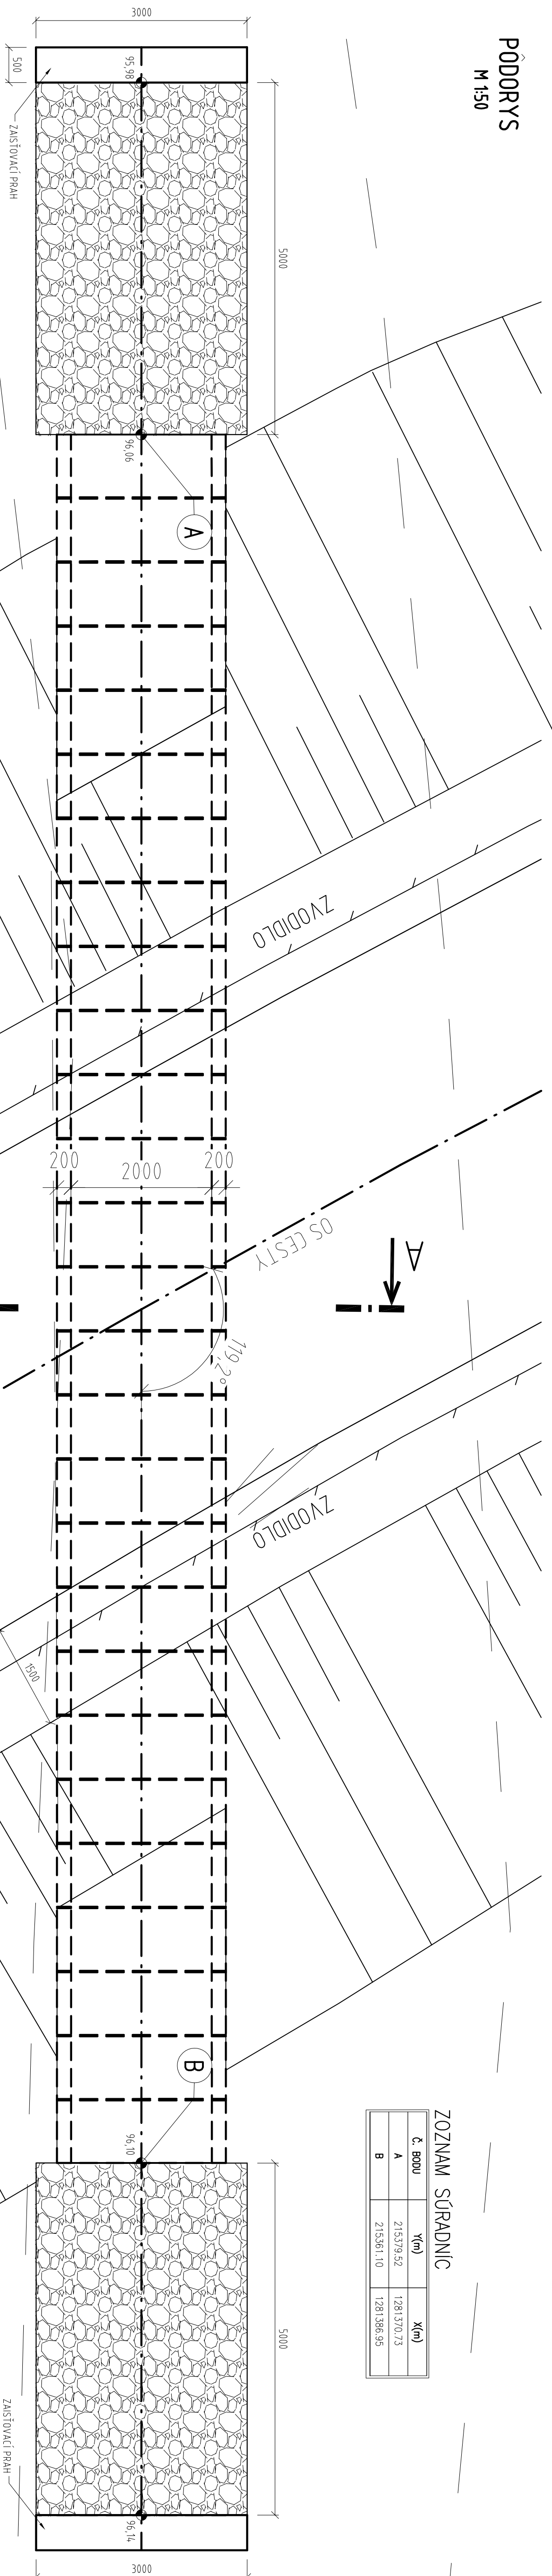 PÔDORYS
M 1:50
3000
500
ZAISŤOVACÍ PRAH
95,98
5000
96,06
A
ZVODIDLO
200
2000
200
OS CESTY
A
119,2°
ZVODIDLO
1500
B
96,10
ZOZNAM SÚRADNÍC
Č. BODU Y(m) X(m)
A 215379.52 1281370.73
B 215361.10 1281386.95
5000
ZAISŤOVACÍ PRAH
96,14
3000